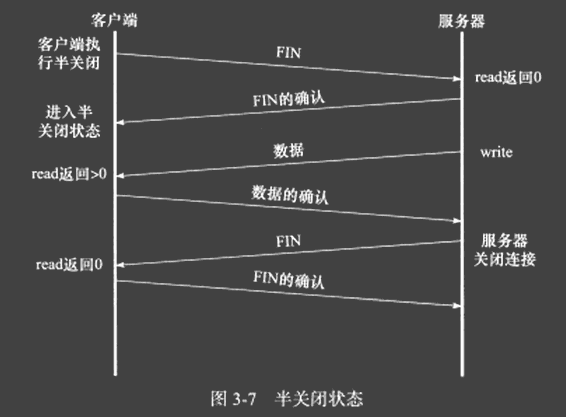 客户端
服务器
客户端执
行半关闭
FIN
read返回0
FIN的确认
进入半
关闭状态
数据
write
read返回>0
数据的确认
FIN
服务器
关闭连接
read返回0
FIN的确认
图 3-7 半关闭状态